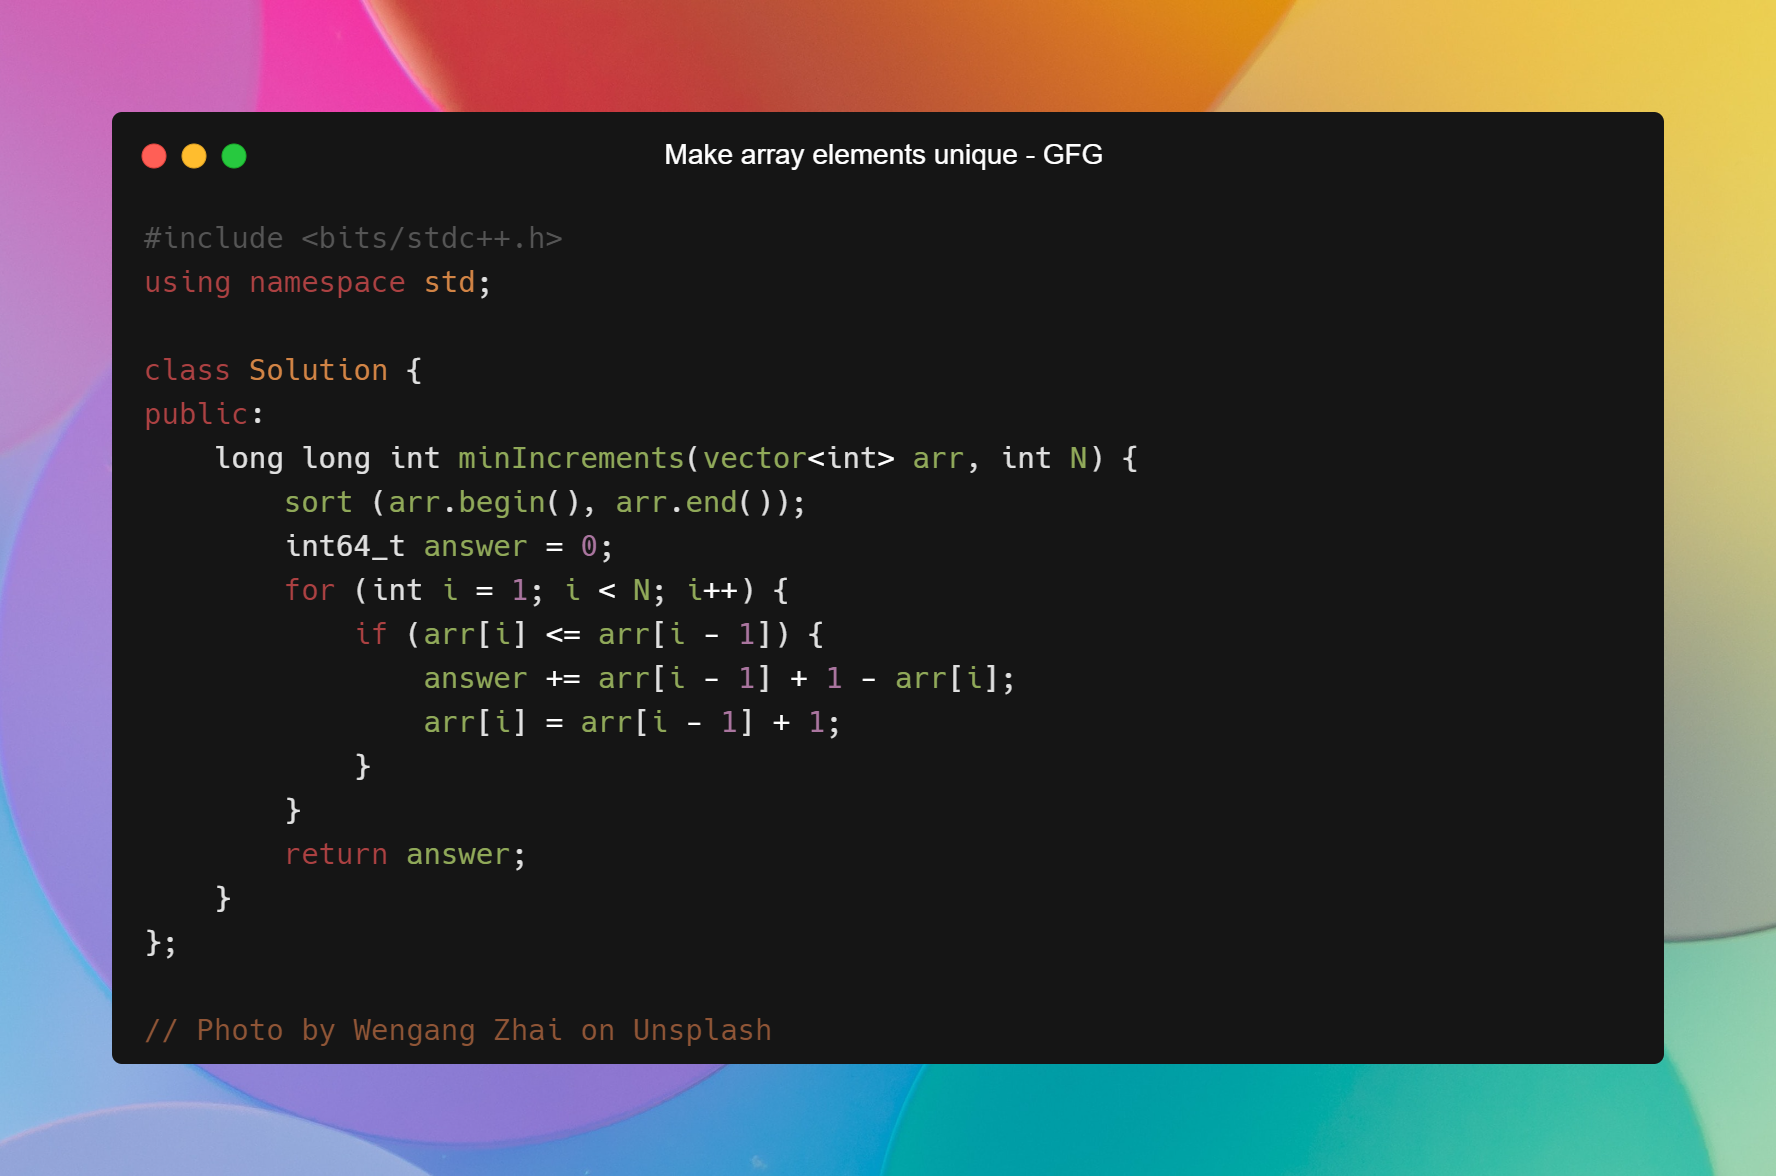 Make array elements unique - GFG
#include <bits/stdc++.h>
using namespace std;
class Solution {
public:
    long long int minIncrements(vector<int> arr, int N) {
        sort (arr.begin(), arr.end());
        int64_t answer = 0;
        for (int i = 1; i < N; i++) {
            if (arr[i] <= arr[i - 1]) {
                answer += arr[i - 1] + 1 - arr[i];
                arr[i] = arr[i - 1] + 1;
            }
        }
        return answer;
    }
};
// Photo by Wengang Zhai on Unsplash